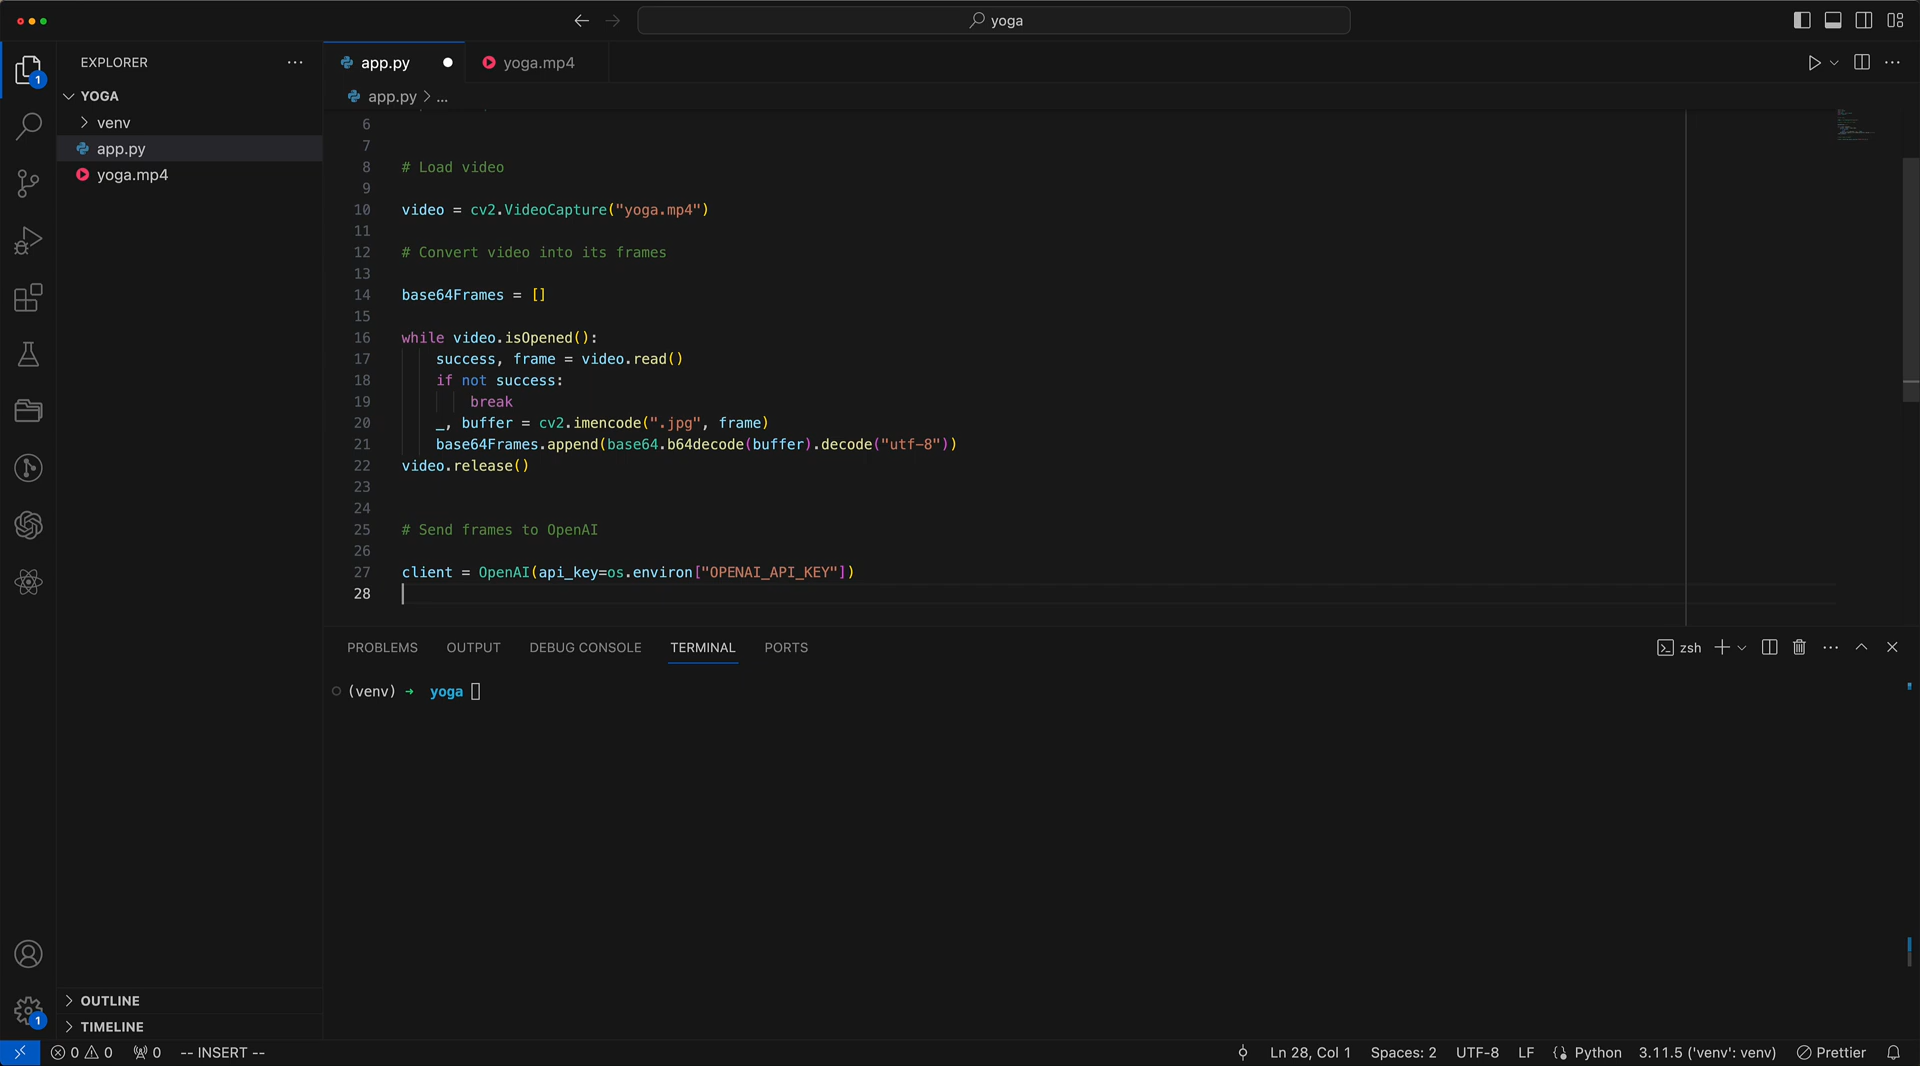 yoga
EXPLORER
YOGA
venv
app.py
yoga.mp4
OUTLINE
TIMELINE
app.py
yoga.mp4
app.py > ...
6
7
8 # Load video
9
10 video = cv2.VideoCapture("yoga.mp4")
11
12 # Convert video into its frames
13
14 base64Frames = []
15
16 while video.isOpened():
17 success, frame = video.read()
18 if not success:
19 break
20 _, buffer = cv2.imencode(".jpg", frame)
21 base64Frames.append(base64.b64decode(buffer).decode("utf-8"))
22 video.release()
23
24
25 # Send frames to OpenAI
26
27 client = OpenAI(api_key=os.environ["OPENAI_API_KEY"])
28
PROBLEMS OUTPUT DEBUG CONSOLE TERMINAL PORTS
zsh
(venv) ➜ yoga
1
1
0 0 0 -- INSERT --
Ln 28, Col 1 Spaces: 2 UTF-8 LF Python 3.11.5 ('venv': venv) Prettier